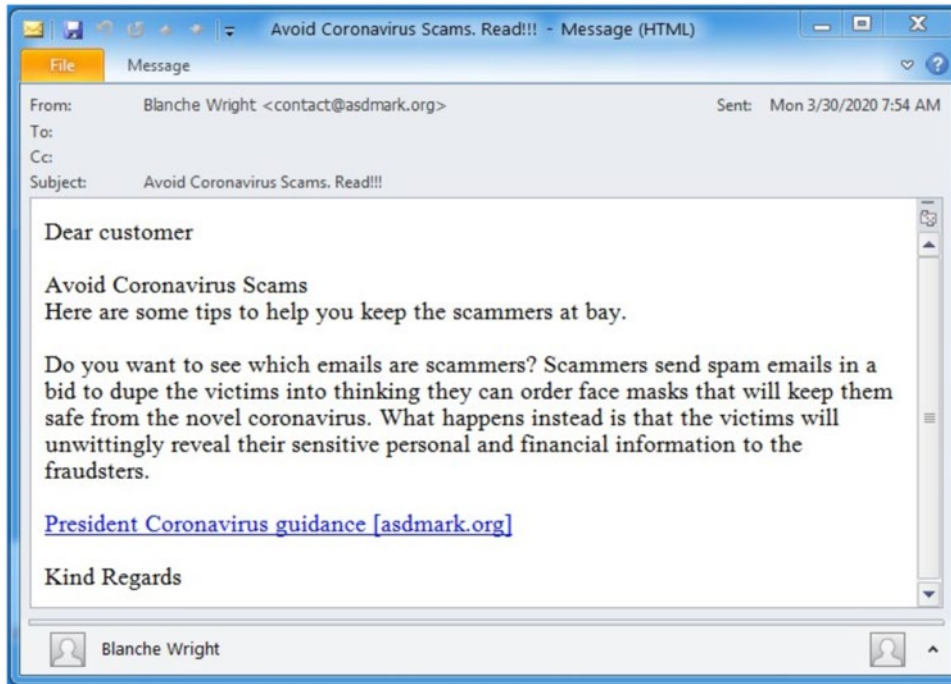 Avoid Coronavirus Scams. Read!!! - Message (HTML)
File Message
From: Blanche Wright <contact@asdmark.org> Sent: Mon 3/30/2020 7:54 AM
To:
Cc:
Subject: Avoid Coronavirus Scams. Read!!!
Dear customer
Avoid Coronavirus Scams
Here are some tips to help you keep the scammers at bay.
Do you want to see which emails are scammers? Scammers send spam emails in a
bid to dupe the victims into thinking they can order face masks that will keep them
safe from the novel coronavirus. What happens instead is that the victims will
unwittingly reveal their sensitive personal and financial information to the
fraudsters.
President Coronavirus guidance [asdmark.org]
Kind Regards
Blanche Wright